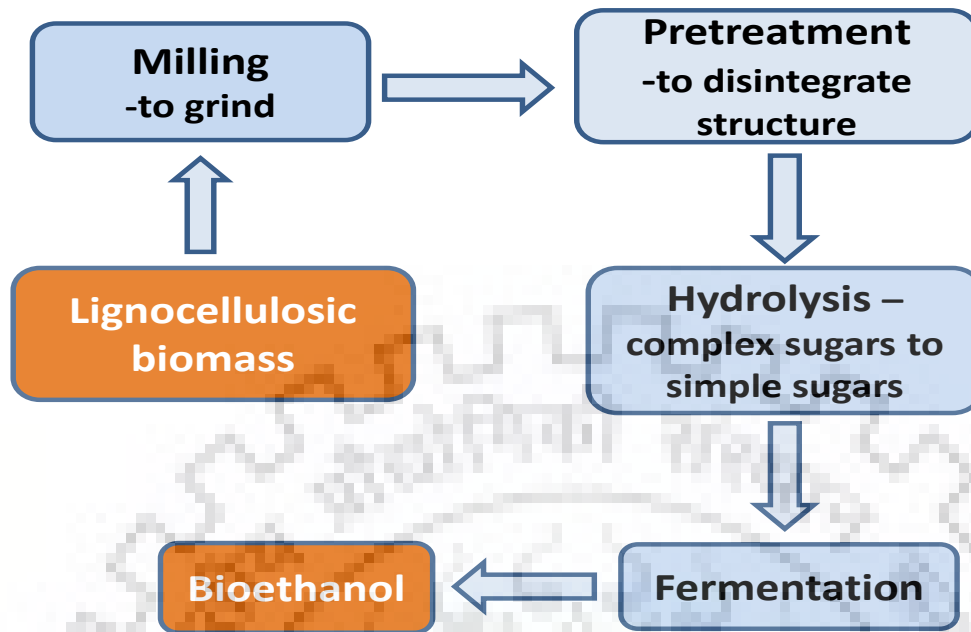 Lignocellulosic
biomass
Milling
-to grind
Pretreatment
-to disintegrate
structure
Hydrolysis –
complex sugars to
simple sugars
Fermentation
Bioethanol